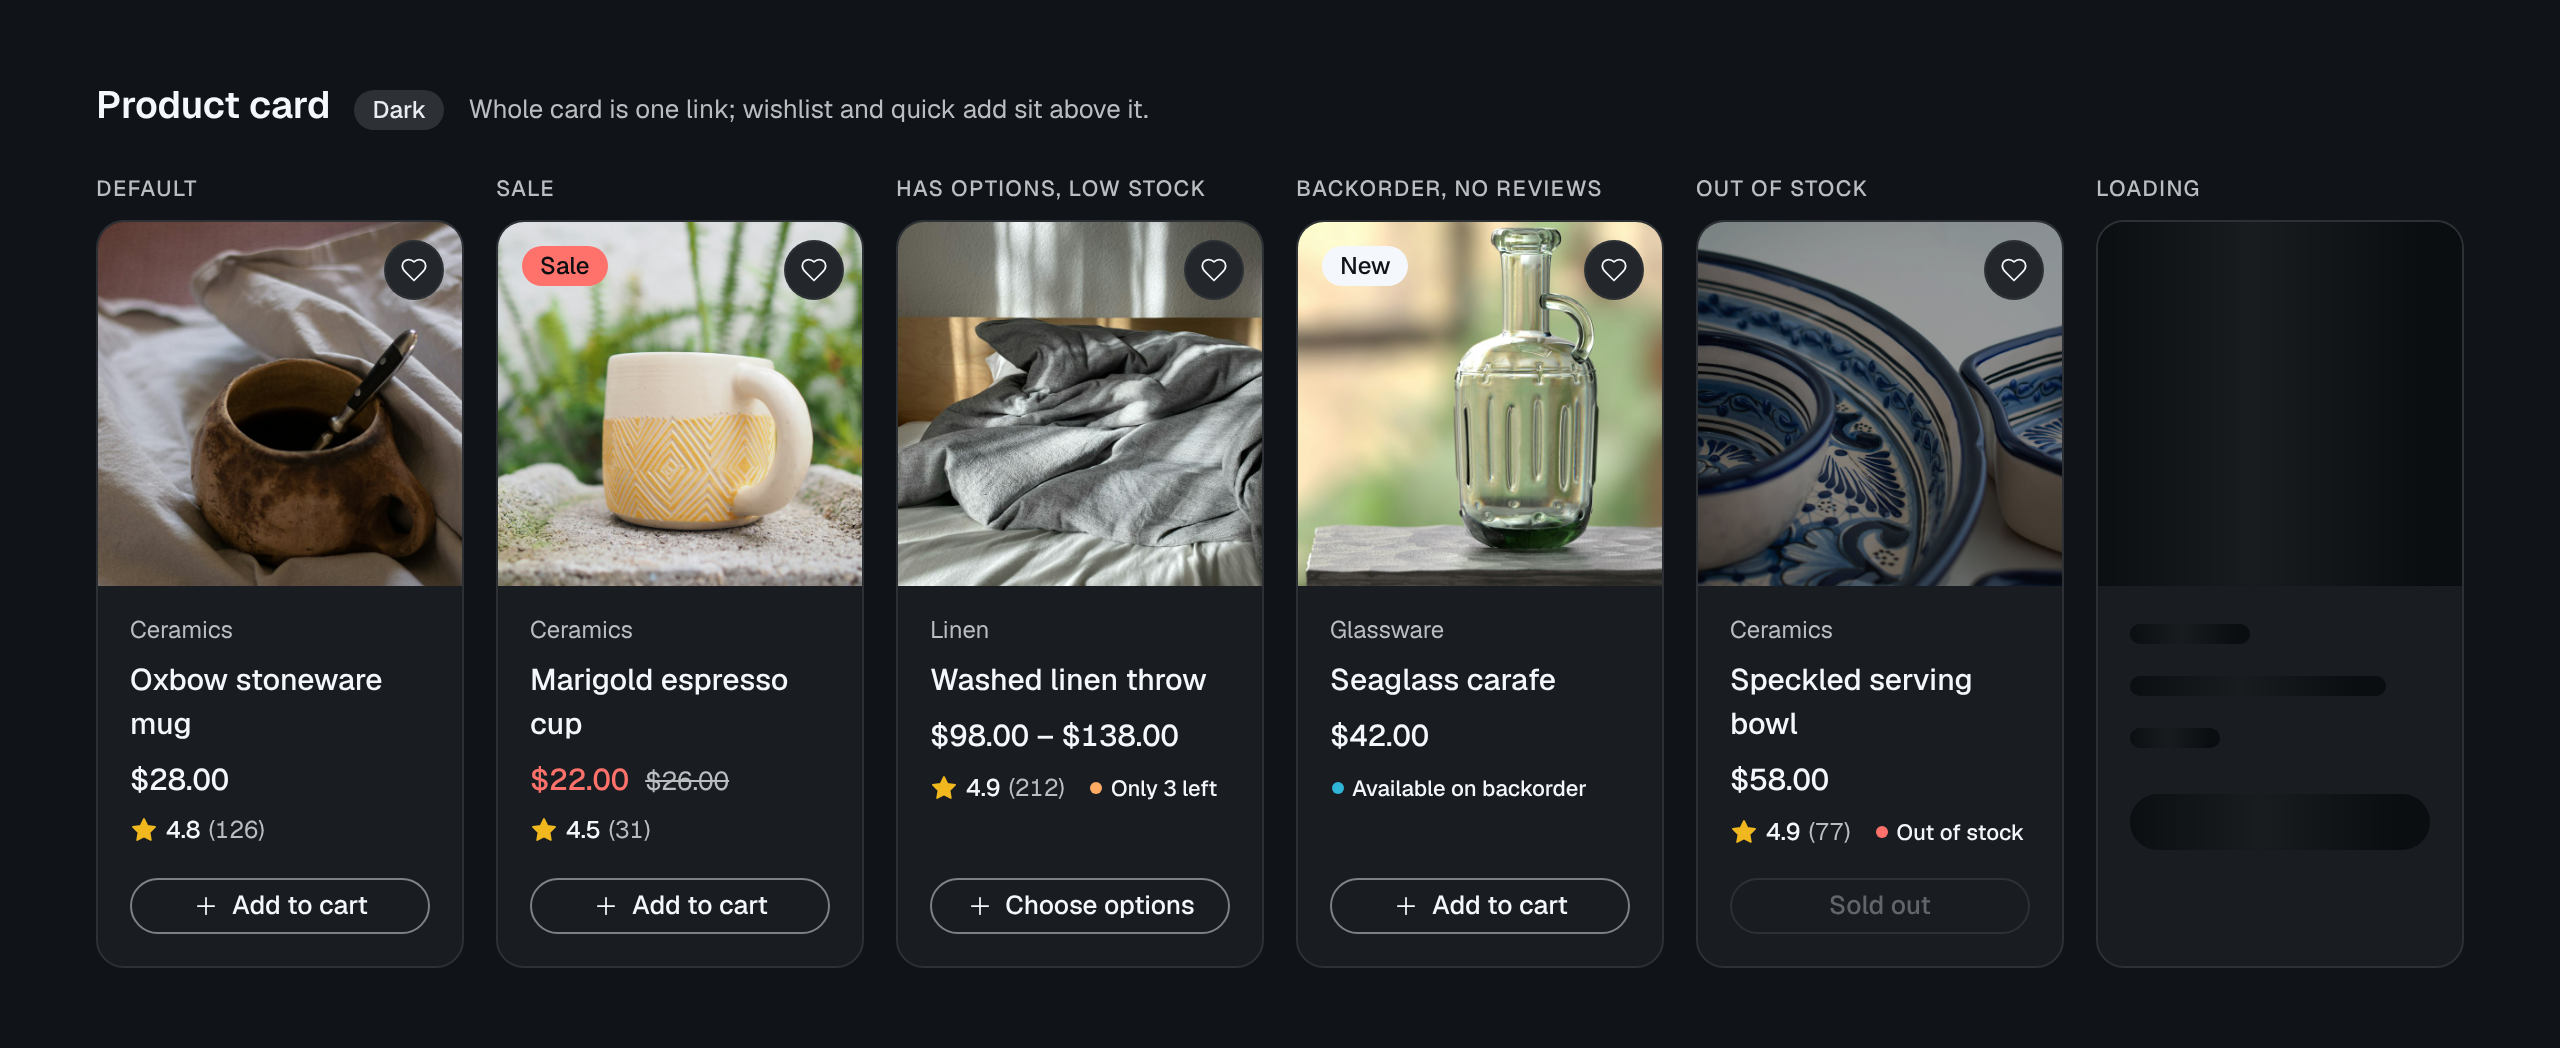 Product card
Dark
Whole card is one link; wishlist and quick add sit above it.
DEFAULT
Ceramics
Oxbow stoneware
mug
$28.00
4.8 (126)
Add to cart
SALE
Sale
Ceramics
Marigold espresso
cup
$22.00 $26.00
4.5 (31)
Add to cart
HAS OPTIONS, LOW STOCK
Linen
Washed linen throw
$98.00 – $138.00
4.9 (212) Only 3 left
Choose options
BACKORDER, NO REVIEWS
New
Glassware
Seaglass carafe
$42.00
Available on backorder
Add to cart
OUT OF STOCK
Ceramics
Speckled serving
bowl
$58.00
4.9 (77) Out of stock
Sold out
LOADING